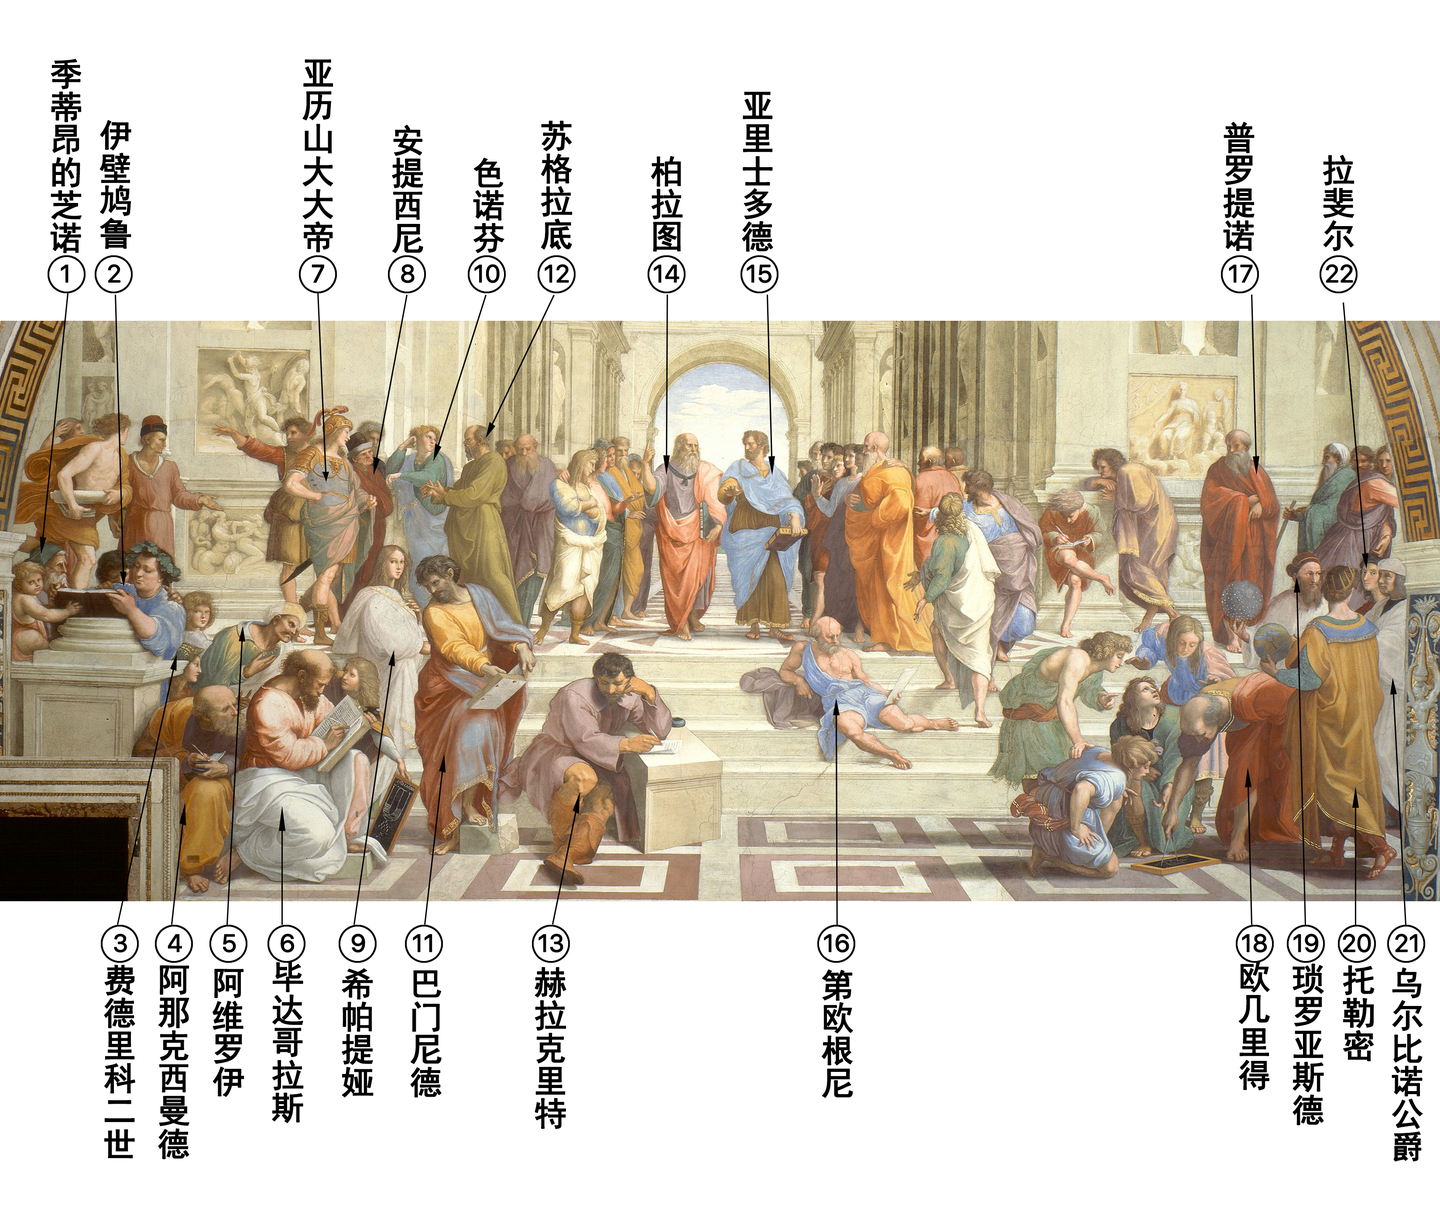 季蒂昂的芝诺
1
伊壁鸠鲁
2
亚历山大大帝
7
安提西尼
8
色诺芬
10
苏格拉底
12
柏拉图
14
亚里士多德
15
普罗提诺
17
拉斐尔
22
3
费德里科二世
4
阿那克西曼德
5
阿维罗伊
6
毕达哥拉斯
9
希帕提娅
11
巴门尼德
13
赫拉克里特
16
第欧根尼
18
欧几里得
19
琐罗亚斯德
20
托勒密
21
乌尔比诺公爵